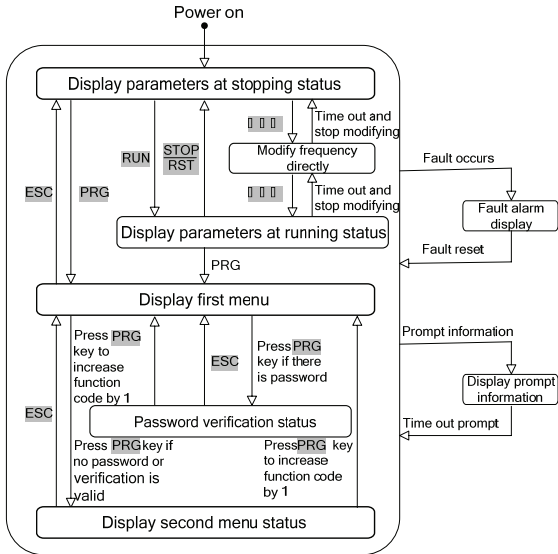 Power on
Display parameters at stopping status
Time out and
stop modifying
Modify frequency
directly
RUN
STOP
RST
Time out and
stop modifying
ESC
PRG
Display parameters at running status
PRG
Display first menu
Press PRG
key to
increase
function
code by 1
ESC
Press PRG
key if there
is password
ESC
Password verification status
Press PRG key if
no password or
verification is
valid
Press PRG key
to increase
function code
by 1
Display second menu status
Fault occurs
Fault alarm
display
Fault reset
Prompt information
Display prompt
information
Time out prompt